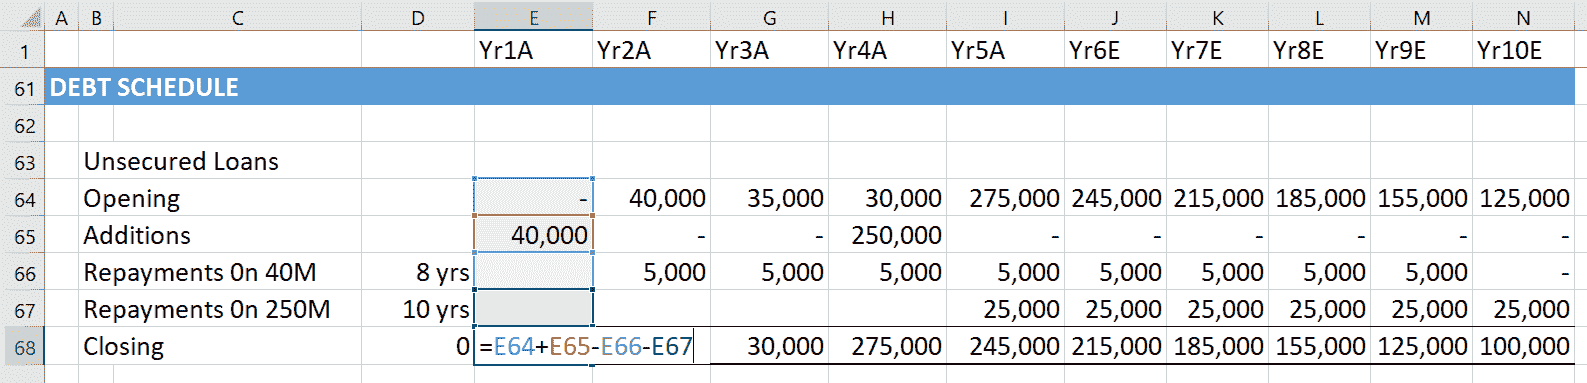 A B C D E F G H I J K L M N
1 Yr1A Yr2A Yr3A Yr4A Yr5A Yr6E Yr7E Yr8E Yr9E Yr10E
61 DEBT SCHEDULE
62
63 Unsecured Loans
64 Opening - 40,000 35,000 30,000 275,000 245,000 215,000 185,000 155,000 125,000
65 Additions 40,000 - - 250,000 - - - - - -
66 Repayments 0n 40M 8 yrs 5,000 5,000 5,000 5,000 5,000 5,000 5,000 5,000 -
67 Repayments 0n 250M 10 yrs 25,000 25,000 25,000 25,000 25,000 25,000
68 Closing 0 =E64+E65-E66-E67 30,000 275,000 245,000 215,000 185,000 155,000 125,000 100,000